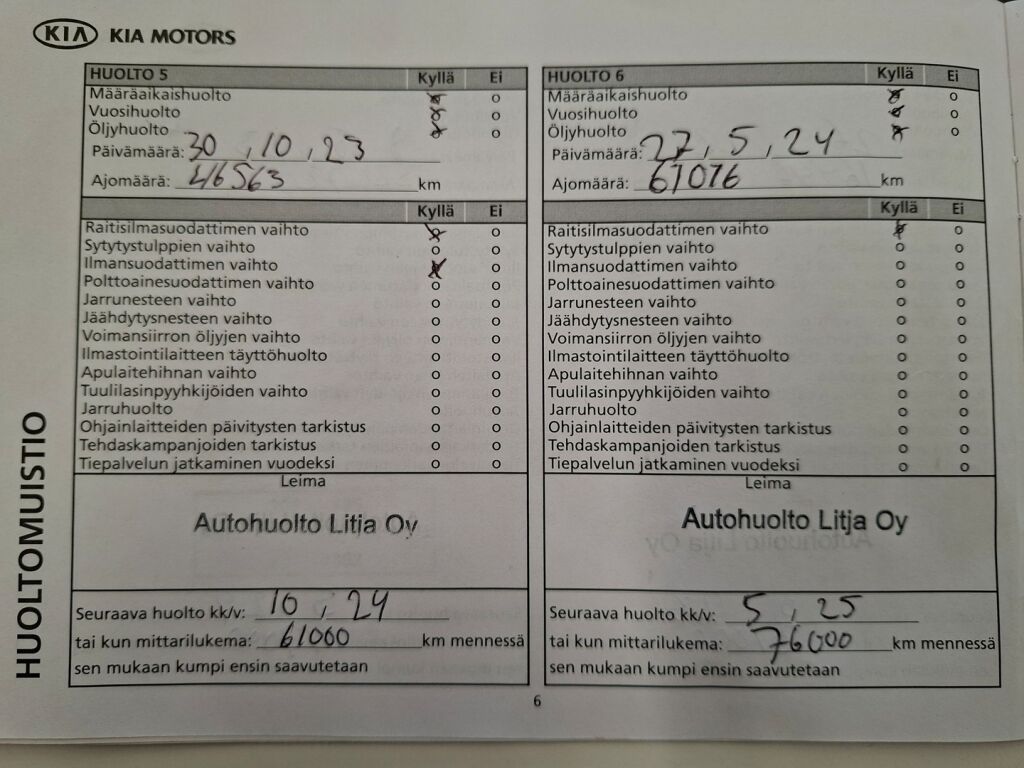 KIA KIA MOTORS
HUOLTOMUISTIO
HUOLTO 5 Kyllä Ei
Määräaikaishuolto x o
Vuosihuolto x o
Öljyhuolto x o
Päivämäärä: 30, 10, 23
Ajomäärä: 46563 km
Kyllä Ei
Raitisilmasuodattimen vaihto x o
Sytytystulppien vaihto o o
Ilmansuodattimen vaihto x o
Polttoainesuodattimen vaihto o o
Jarrunesteen vaihto o o
Jäähdytysnesteen vaihto o o
Voimansiirron öljyjen vaihto o o
Ilmastointilaitteen täyttöhuolto o o
Apulaitehihnan vaihto o o
Tuulilasinpyyhkijöiden vaihto o o
Jarruhuolto o o
Ohjainlaitteiden päivitysten tarkistus o o
Tehdaskampanjoiden tarkistus o o
Tiepalvelun jatkaminen vuodeksi o o
Leima
Autohuolto Litja Oy
Seuraava huolto kk/v: 10, 24
tai kun mittarilukema: 61000 km mennessä
sen mukaan kumpi ensin saavutetaan
HUOLTO 6 Kyllä Ei
Määräaikaishuolto x o
Vuosihuolto x o
Öljyhuolto x o
Päivämäärä: 27, 5, 24
Ajomäärä: 61076 km
Kyllä Ei
Raitisilmasuodattimen vaihto x o
Sytytystulppien vaihto o o
Ilmansuodattimen vaihto o o
Polttoainesuodattimen vaihto o o
Jarrunesteen vaihto o o
Jäähdytysnesteen vaihto o o
Voimansiirron öljyjen vaihto o o
Ilmastointilaitteen täyttöhuolto o o
Apulaitehihnan vaihto o o
Tuulilasinpyyhkijöiden vaihto o o
Jarruhuolto o o
Ohjainlaitteiden päivitysten tarkistus o o
Tehdaskampanjoiden tarkistus o o
Tiepalvelun jatkaminen vuodeksi o o
Leima
Autohuolto Litja Oy
Seuraava huolto kk/v: 5, 25
tai kun mittarilukema: 76000 km mennessä
sen mukaan kumpi ensin saavutetaan
6